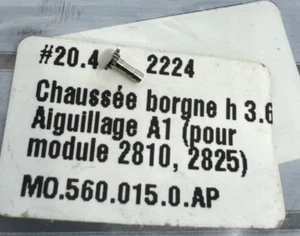 #20.4 2224
Chaussée borgne h 3.6
Aiguillage A1 (pour
module 2810, 2825)
MO.560.015.0.AP